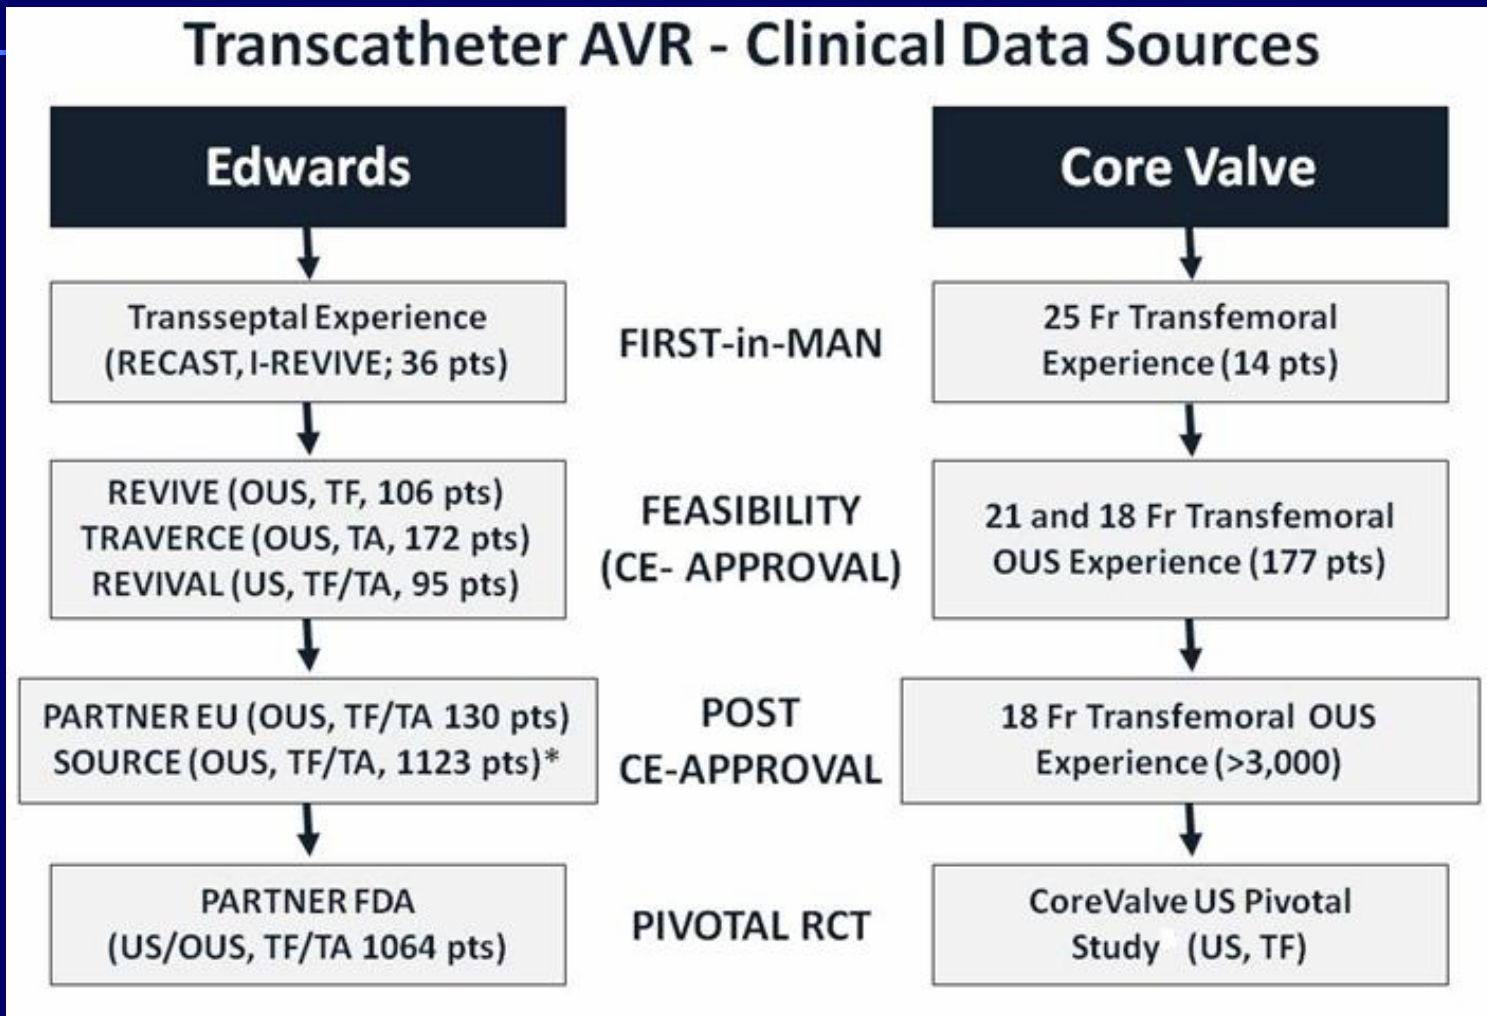 Transcatheter AVR - Clinical Data Sources
Edwards
Core Valve
Transseptal Experience
(RECAST, I-REVIVE; 36 pts)
FIRST-in-MAN
25 Fr Transfemoral
Experience (14 pts)
REVIVE (OUS, TF, 106 pts)
TRAVERCE (OUS, TA, 172 pts)
REVIVAL (US, TF/TA, 95 pts)
FEASIBILITY
(CE- APPROVAL)
21 and 18 Fr Transfemoral
OUS Experience (177 pts)
PARTNER EU (OUS, TF/TA 130 pts)
SOURCE (OUS, TF/TA, 1123 pts)*
POST
CE-APPROVAL
18 Fr Transfemoral OUS
Experience (>3,000)
PARTNER FDA
(US/OUS, TF/TA 1064 pts)
PIVOTAL RCT
CoreValve US Pivotal
Study (US, TF)